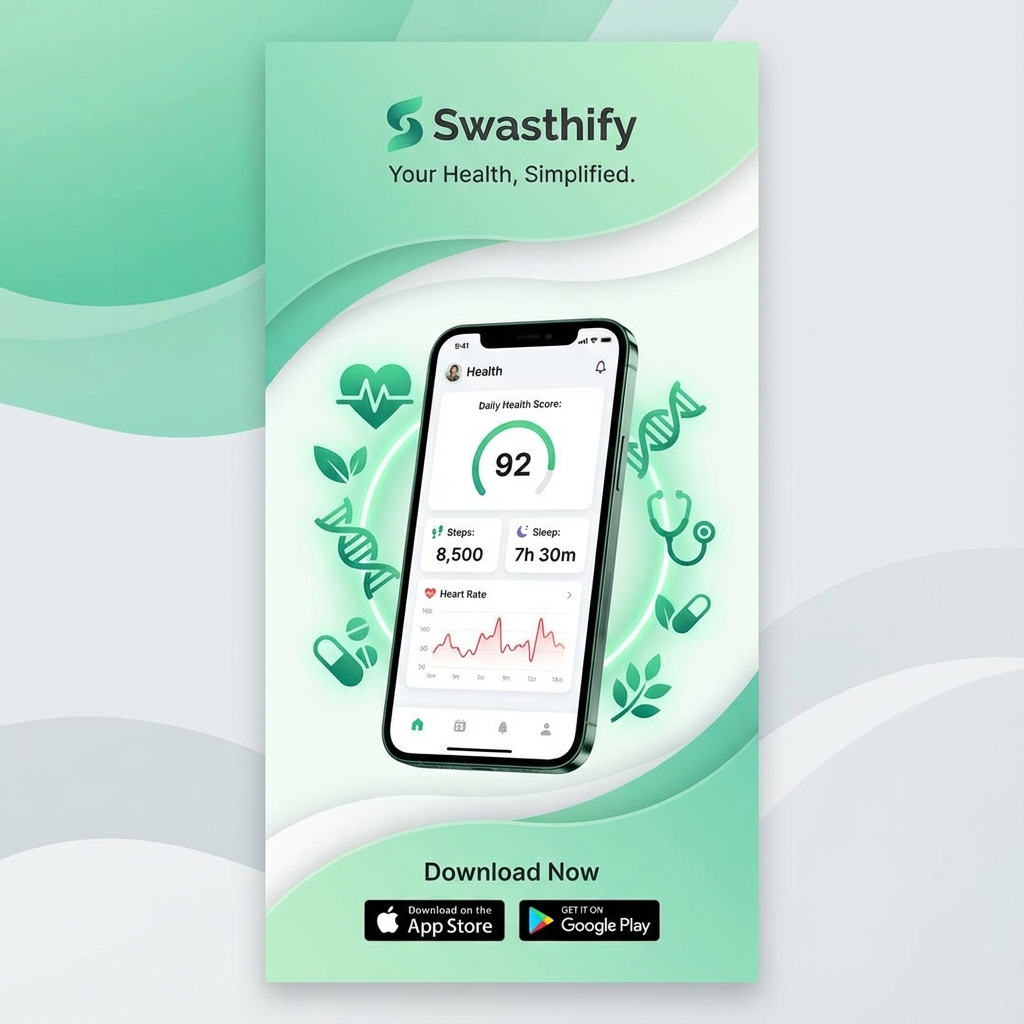 Swasthify
Your Health, Simplified.
9:41
Health
Daily Health Score:
92
Steps:
8,500
Sleep:
7h 30m
Heart Rate
Download Now
Download on the
App Store
GET IT ON
Google Play